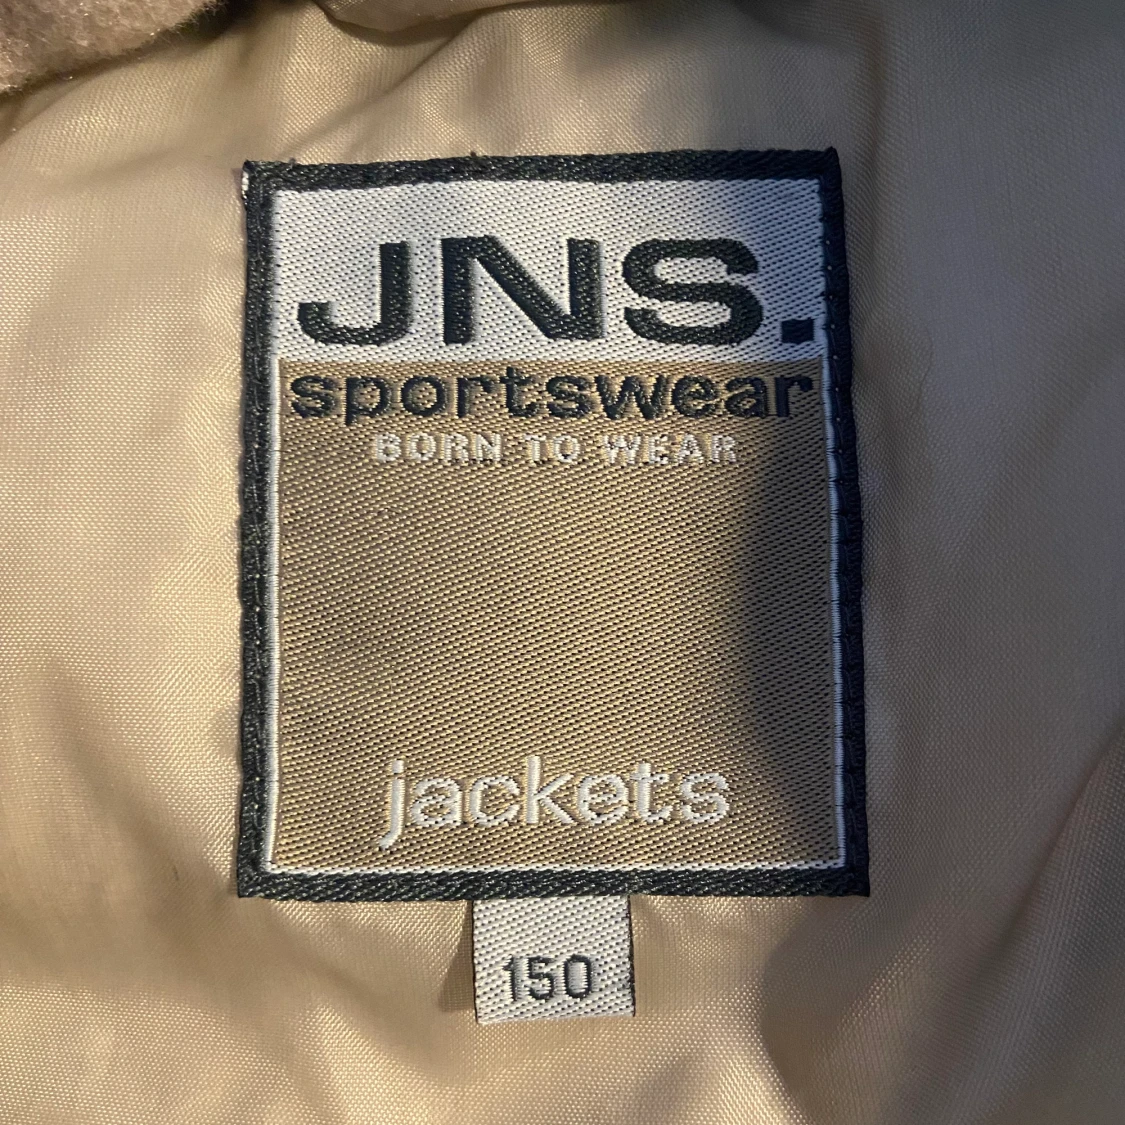 JNS.
sportswear
BORN TO WEAR
jackets
150